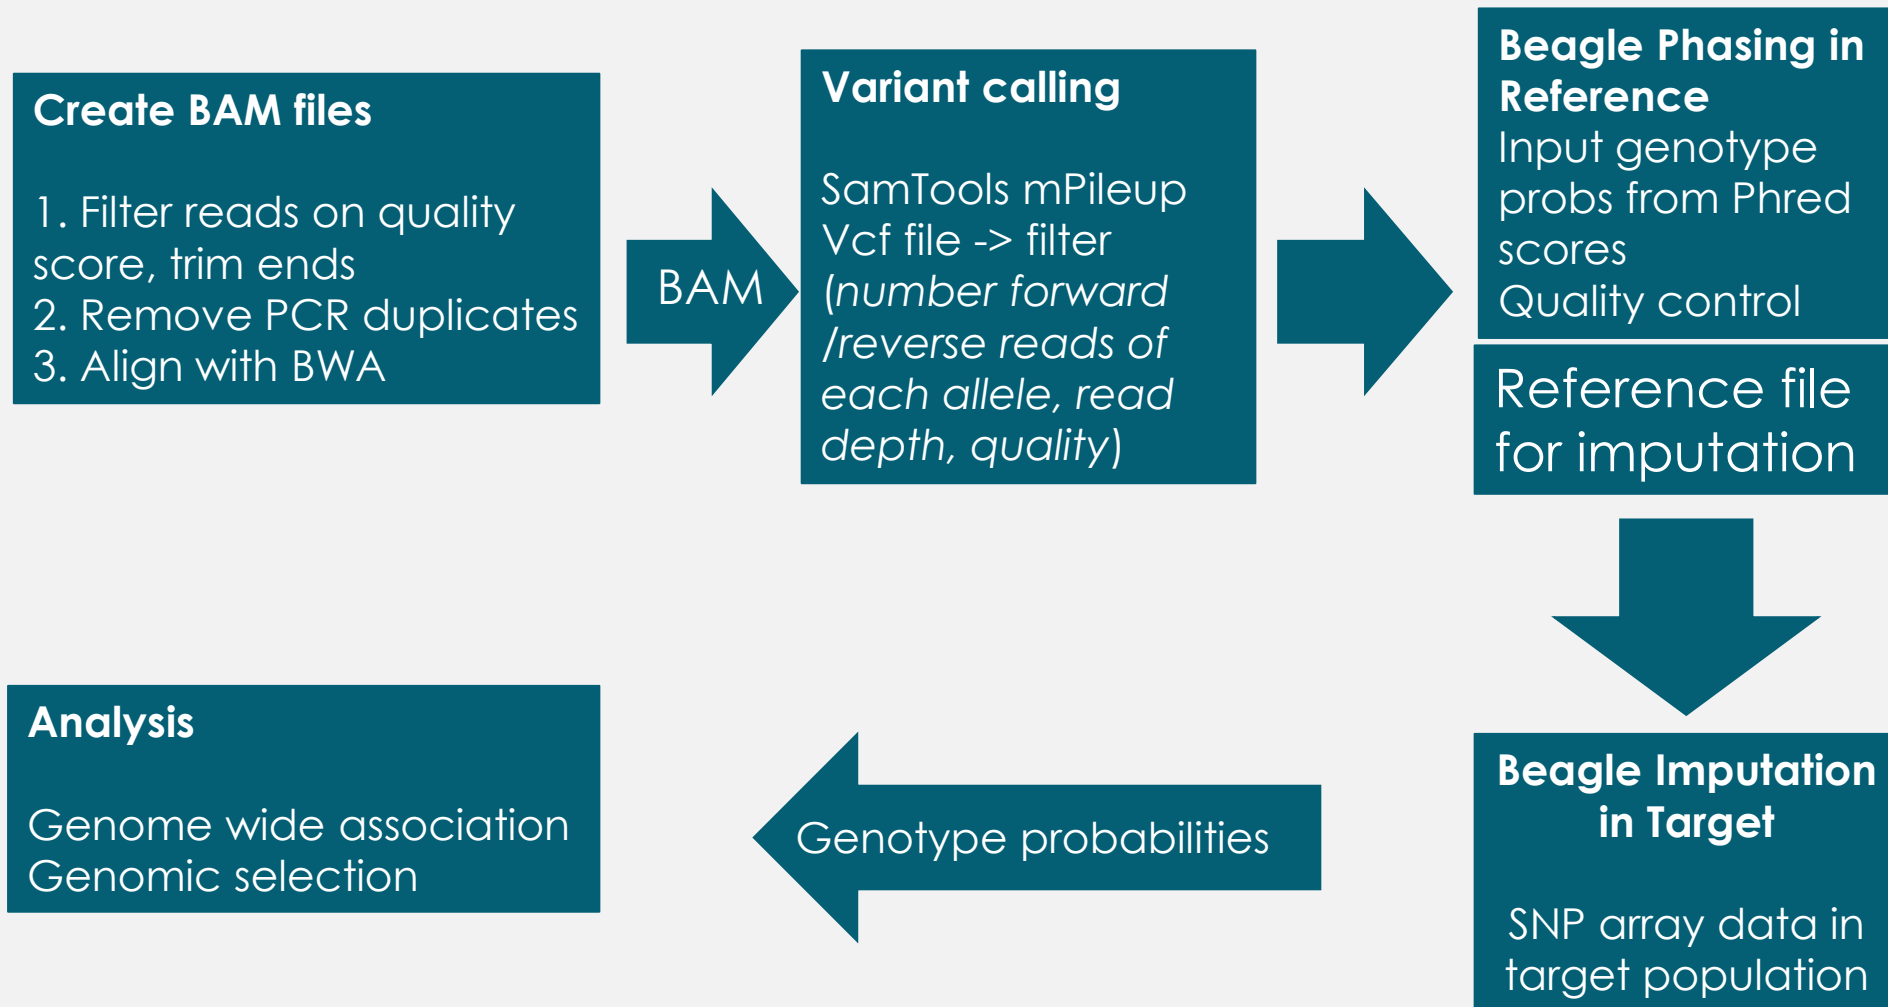 Create BAM files
1. Filter reads on quality
score, trim ends
2. Remove PCR duplicates
3. Align with BWA
BAM
Variant calling
SamTools mPileup
Vcf file -> filter
(number forward
/reverse reads of
each allele, read
depth, quality)
Beagle Phasing in
Reference
Input genotype
probs from Phred
scores
Quality control
Reference file
for imputation
Beagle Imputation
in Target
SNP array data in
target population
Genotype probabilities
Analysis
Genome wide association
Genomic selection